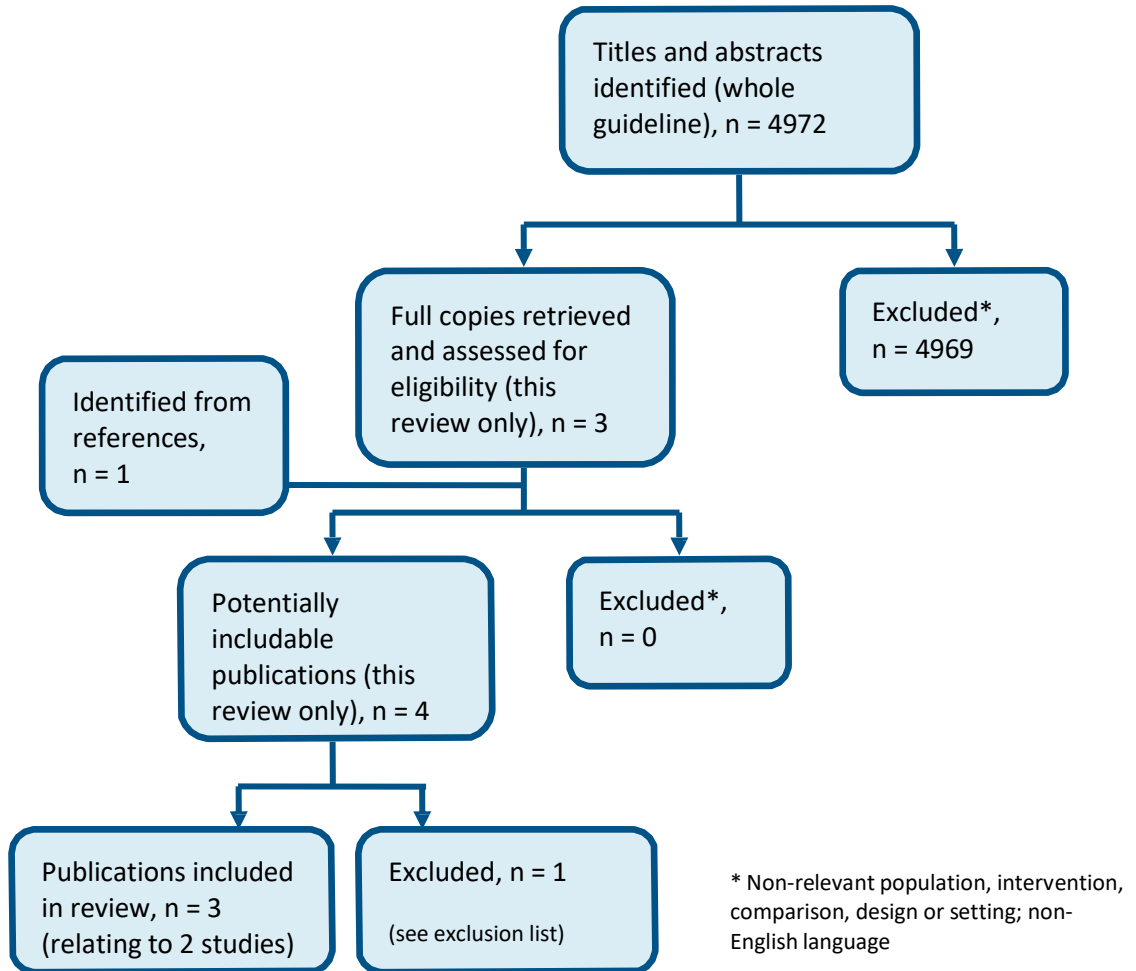 Titles and abstracts
identified (whole
guideline), n = 4972
Full copies retrieved
and assessed for
eligibility (this
review only), n = 3
Excluded*,
n = 4969
Identified from
references,
n = 1
Potentially
includable
publications (this
review only), n = 4
Excluded*,
n = 0
Publications included
in review, n = 3
(relating to 2 studies)
Excluded, n = 1
(see exclusion list)
* Non-relevant population, intervention,
comparison, design or setting; non-
English language